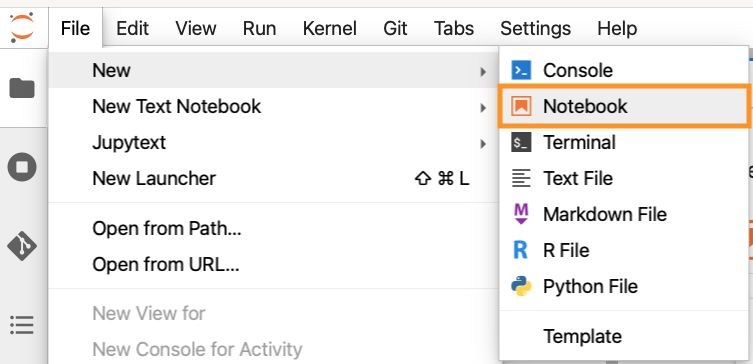 File Edit View Run Kernel Git Tabs Settings Help
New
New Text Notebook
Jupytext
New Launcher ⇧ ⌘ L
Open from Path...
Open from URL...
New View for
New Console for Activity
Console
Notebook
$_ Terminal
Text File
M Markdown File
R R File
Python File
Template